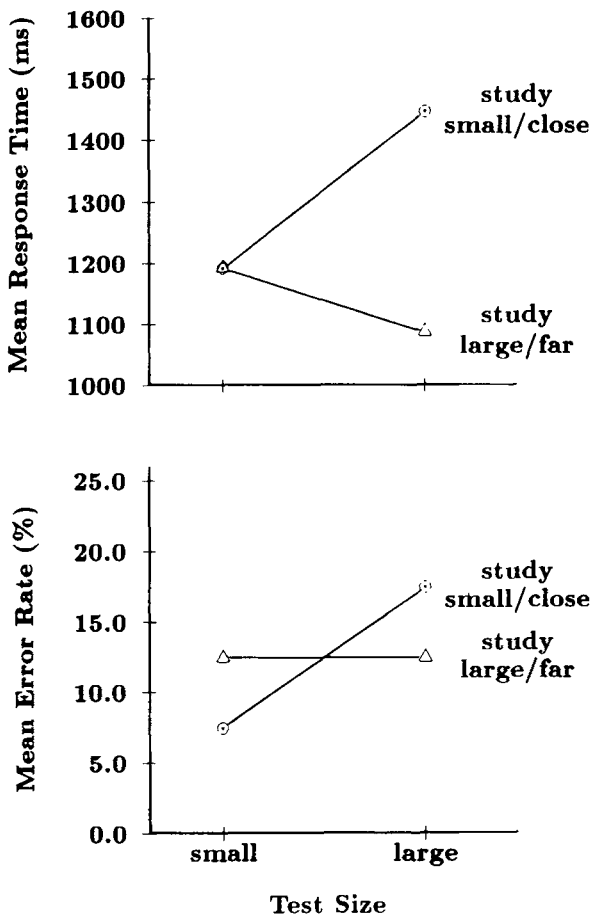 Mean Response Time (ms)
1600
1500
1400
1300
1200
1100
1000
study
small/close
study
large/far
Mean Error Rate (%)
25.0
20.0
15.0
10.0
5.0
0.0
study
small/close
study
large/far
small large
Test Size